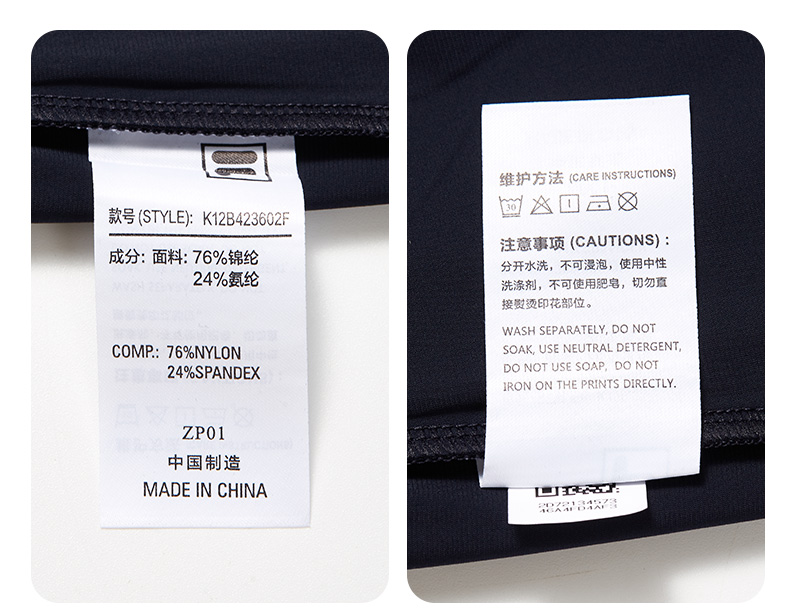 款号(STYLE): K12B423602F
成分: 面料: 76%锦纶
24%氨纶
COMP.: 76%NYLON
24%SPANDEX
ZP01
中国制造
MADE IN CHINA
维护方法 (CARE INSTRUCTIONS)
30
注意事项 (CAUTIONS) :
分开水洗，不可浸泡，使用中性
洗涤剂，不可使用肥皂，切勿直
接熨烫印花部位。
WASH SEPARATELY, DO NOT
SOAK, USE NEUTRAL DETERGENT,
DO NOT USE SOAP, DO NOT
IRON ON THE PRINTS DIRECTLY.
2D72134573
46A4FD4AF3